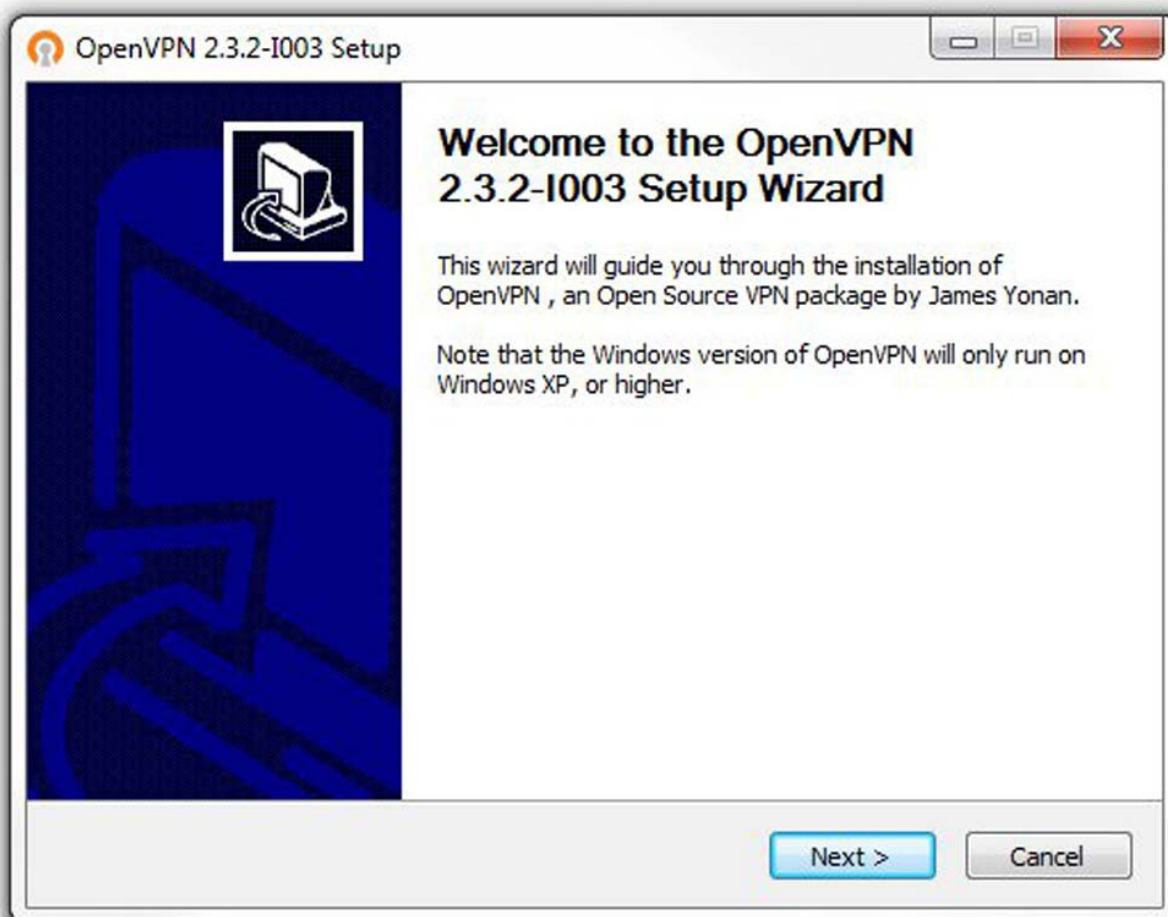 OpenVPN 2.3.2-I003 Setup
Welcome to the OpenVPN
2.3.2-I003 Setup Wizard
This wizard will guide you through the installation of
OpenVPN , an Open Source VPN package by James Yonan.
Note that the Windows version of OpenVPN will only run on
Windows XP, or higher.
Next >
Cancel